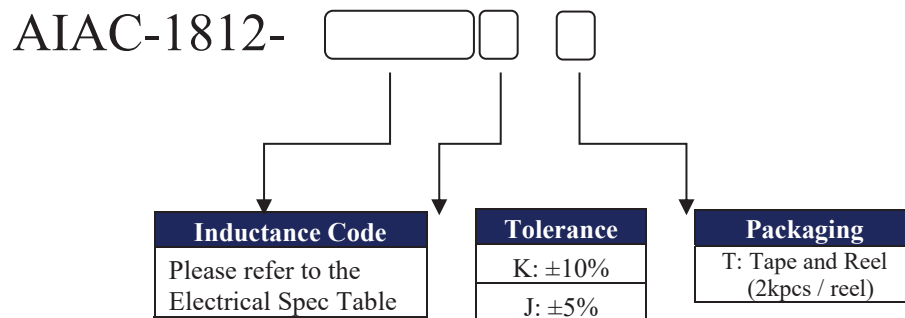 AIAC-1812-
Inductance Code
Please refer to the
Electrical Spec Table
Tolerance
K: ±10%
J: ±5%
Packaging
T: Tape and Reel
(2kpcs / reel)